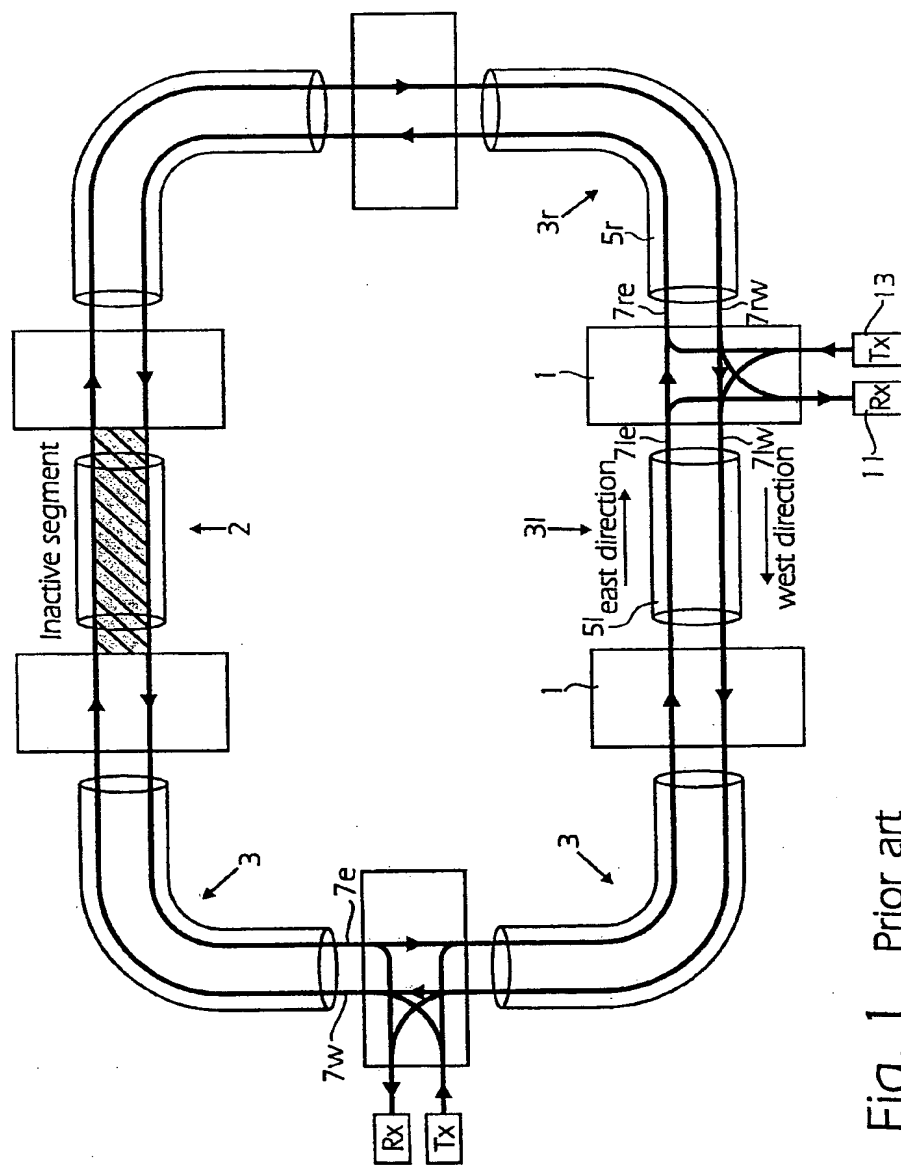 Inactive segment
2
3
3
3r
5r
7e
7w
Rx
Tx
7re
7rw
1
1
7le
7lw
3l
5l
east direction
west direction
Rx
Tx
11
13
Fig. 1 Prior art